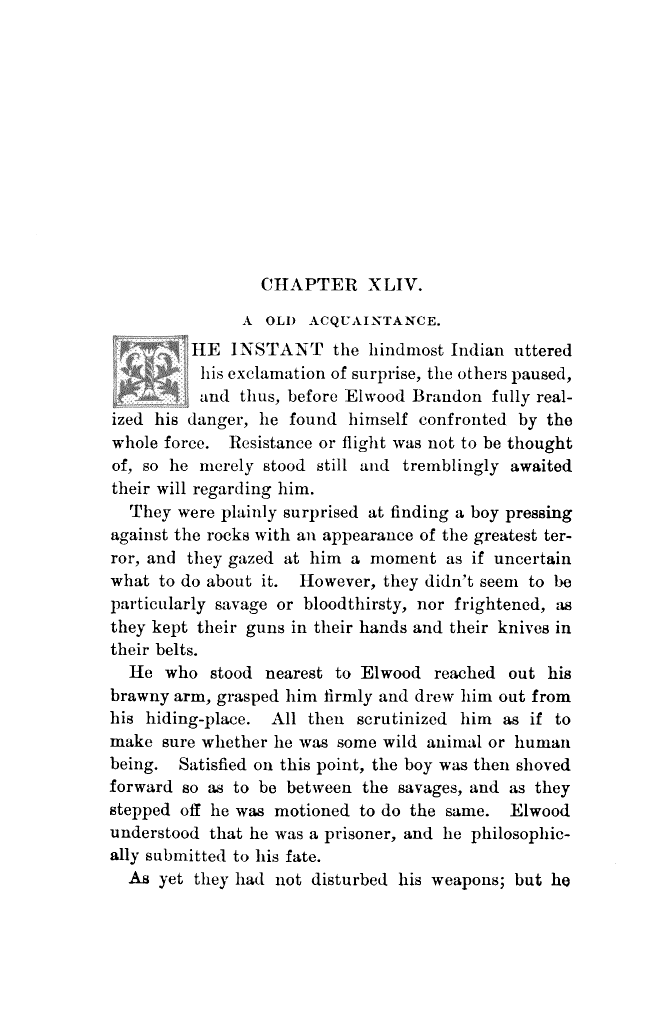 CHAPTER XLIV.
A OLD ACQUAINTANCE.
THE INSTANT the hindmost Indian uttered
his exclamation of surprise, the others paused,
and thus, before Elwood Brandon fully real-
ized his danger, he found himself confronted by the
whole force. Resistance or flight was not to be thought
of, so he merely stood still and tremblingly awaited
their will regarding him.
They were plainly surprised at finding a boy pressing
against the rocks with an appearance of the greatest ter-
ror, and they gazed at him a moment as if uncertain
what to do about it. However, they didn't seem to be
particularly savage or bloodthirsty, nor frightened, as
they kept their guns in their hands and their knives in
their belts.
He who stood nearest to Elwood reached out his
brawny arm, grasped him firmly and drew him out from
his hiding-place. All then scrutinized him as if to
make sure whether he was some wild animal or human
being. Satisfied on this point, the boy was then shoved
forward so as to be between the savages, and as they
stepped off he was motioned to do the same. Elwood
understood that he was a prisoner, and he philosophic-
ally submitted to his fate.
As yet they had not disturbed his weapons; but he